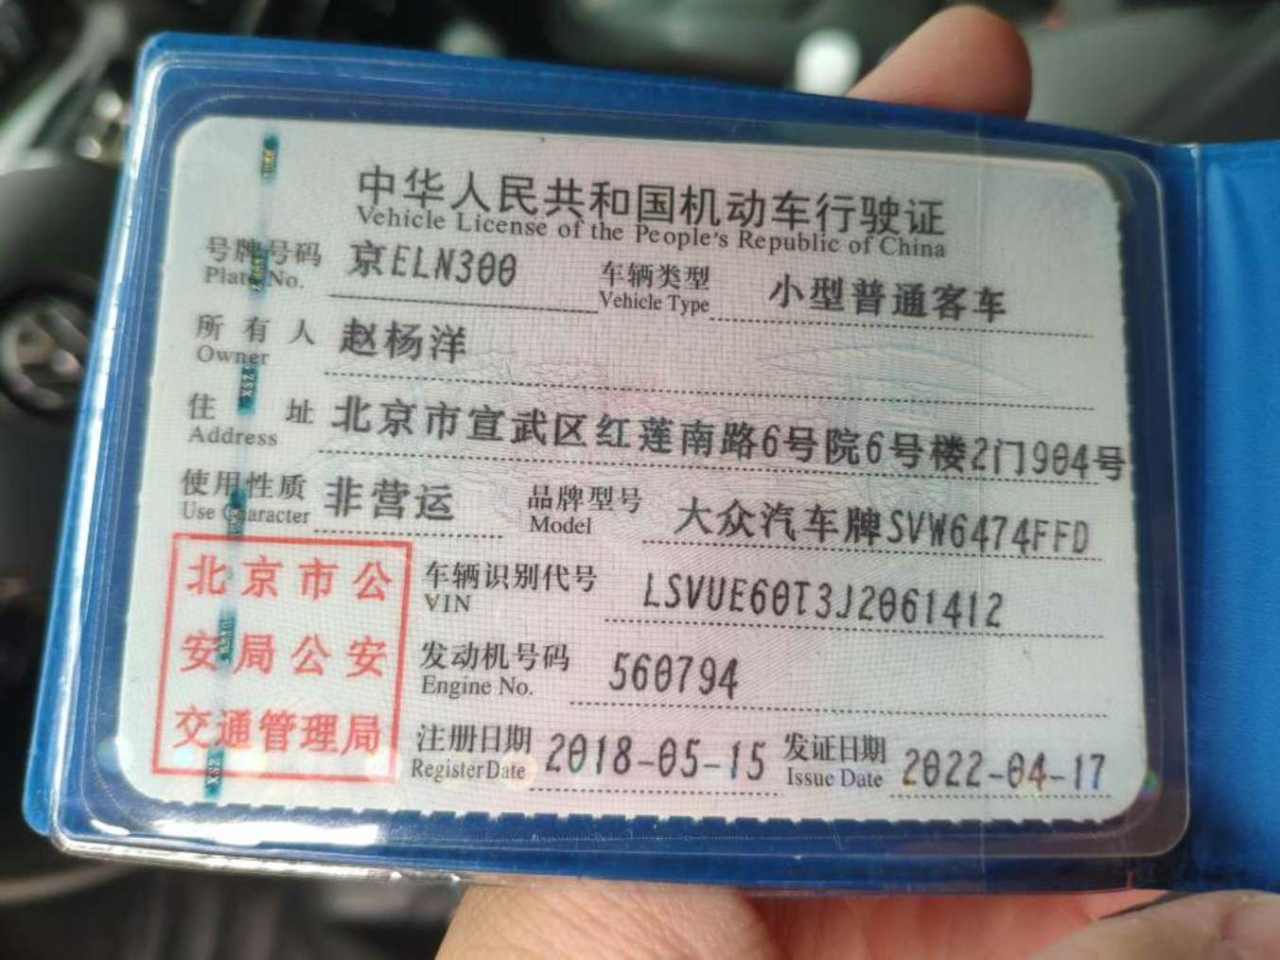 中华人民共和国机动车行驶证
Vehicle License of the People's Republic of China
号牌号码 京ELN300 车辆类型 小型普通客车
Plate No. Vehicle Type
所有人 赵杨洋
Owner
住址 北京市宣武区红莲南路6号院6号楼2门904号
Address
使用性质 非营运 品牌型号 大众汽车牌SVW6474FFD
Use Character Model
北京市公
安局公安
交通管理局
车辆识别代号 LSVUE60T3J2061412
VIN
发动机号码 560794
Engine No.
注册日期 2018-05-15 发证日期 2022-04-17
Register Date Issue Date